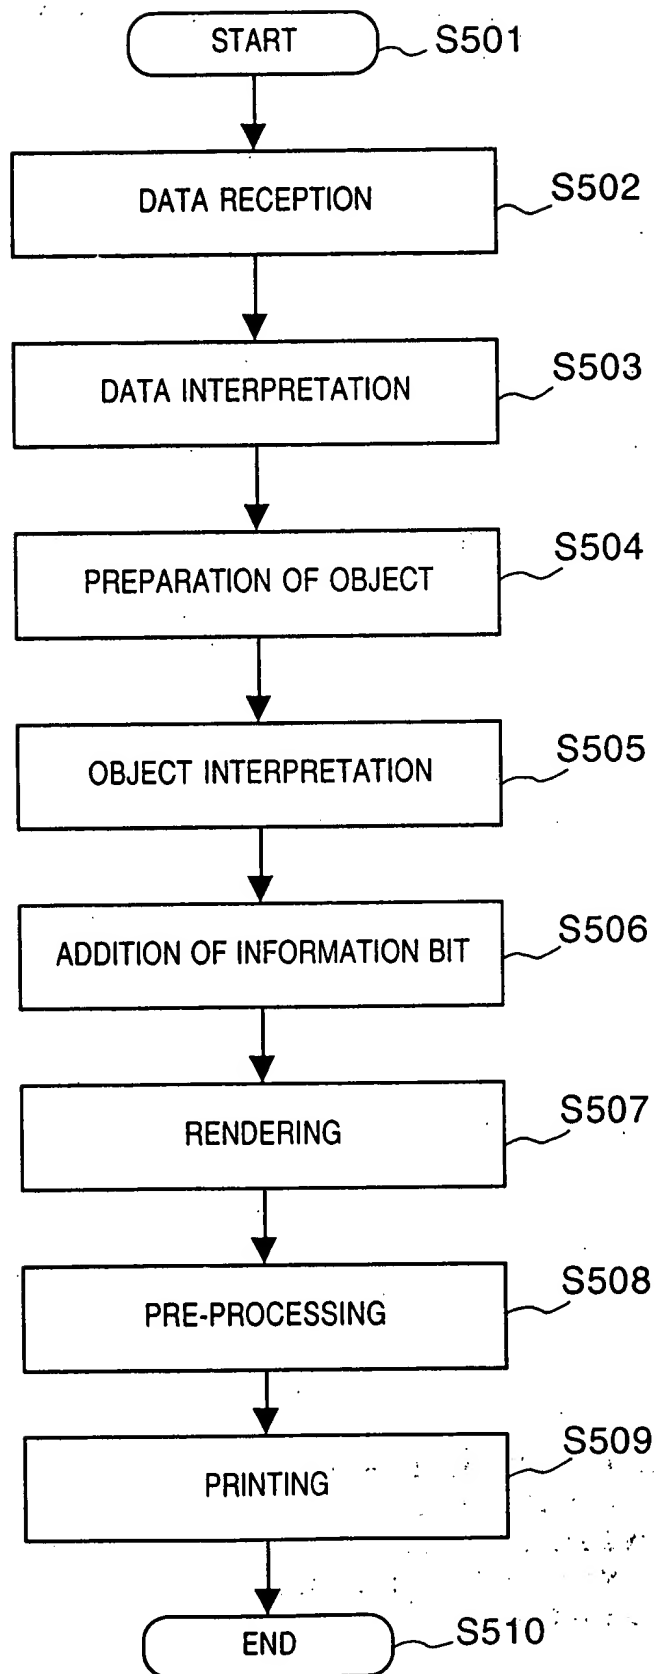 START S501
DATA RECEPTION S502
DATA INTERPRETATION S503
PREPARATION OF OBJECT S504
OBJECT INTERPRETATION S505
ADDITION OF INFORMATION BIT S506
RENDERING S507
PRE-PROCESSING S508
PRINTING S509
END S510